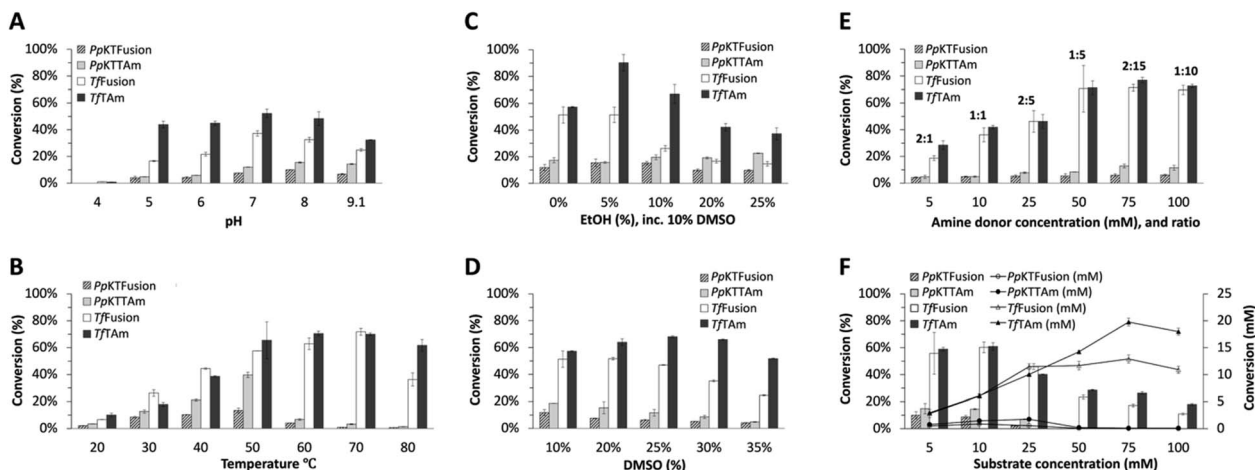 A
100%
80%
60%
40%
20%
0%
Conversion (%)
PpKTFusion
PpKTTAm
TfFusion
TfTAm
4 5 6 7 8 9.1
pH
C
100%
80%
60%
40%
20%
0%
Conversion (%)
PpKTFusion
PpKTTAm
TfFusion
TfTAm
0% 5% 10% 20% 25%
EtOH (%), inc. 10% DMSO
E
100%
80%
60%
40%
20%
0%
Conversion (%)
PpKTFusion
PpKTTAm
TfFusion
TfTAm
2:1 1:1 2:5 1:5 2:15 1:10
5 10 25 50 75 100
Amine donor concentration (mM), and ratio
B
100%
80%
60%
40%
20%
0%
Conversion (%)
PpKTFusion
PpKTTAm
TfFusion
TfTAm
20 30 40 50 60 70 80
Temperature °C
D
100%
80%
60%
40%
20%
0%
Conversion (%)
PpKTFusion
PpKTTAm
TfFusion
TfTAm
10% 20% 25% 30% 35%
DMSO (%)
F
100%
80%
60%
40%
20%
0%
Conversion (%)
PpKTFusion PpKTFusion (mM)
PpKTTAm PpKTTAm (mM)
TfFusion TfFusion (mM)
TfTAm TfTAm (mM)
25
20
15
10
5
0
Conversion (mM)
5 10 25 50 75 100
Substrate concentration (mM)